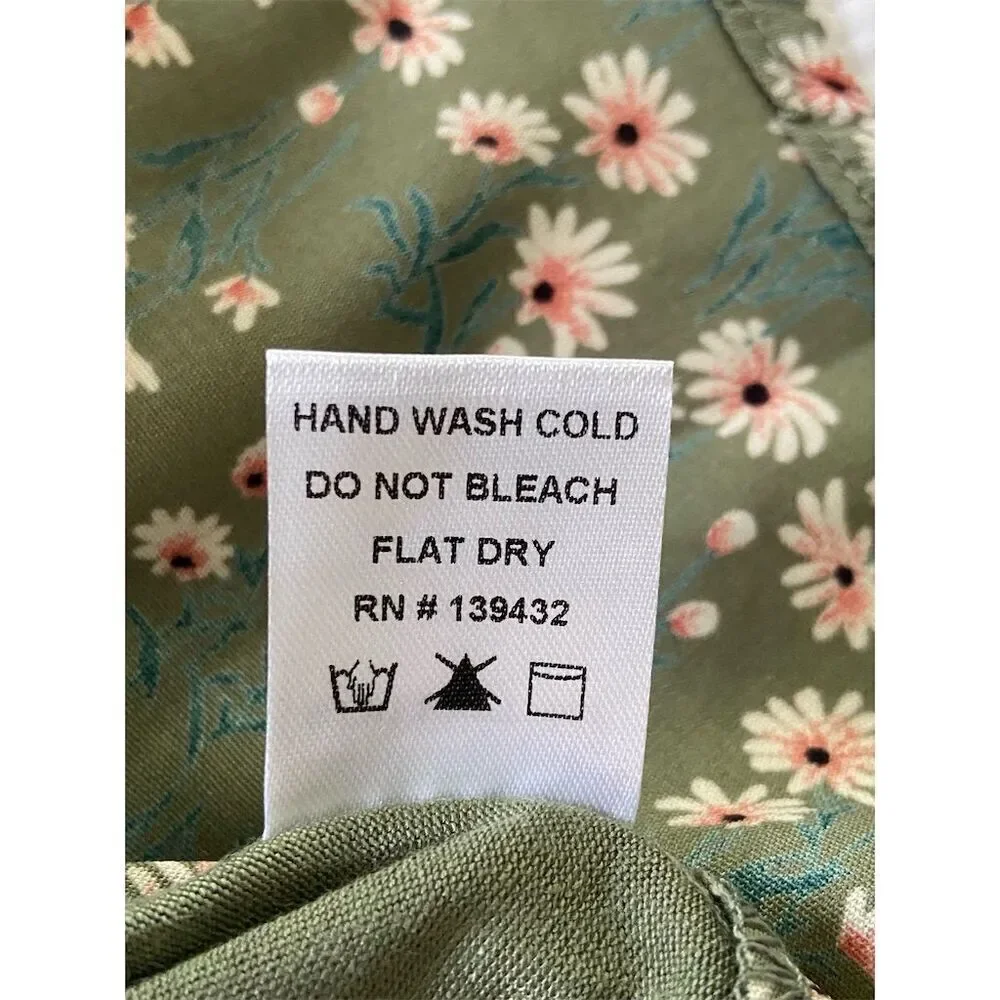 HAND WASH COLD
DO NOT BLEACH
FLAT DRY
RN # 139432